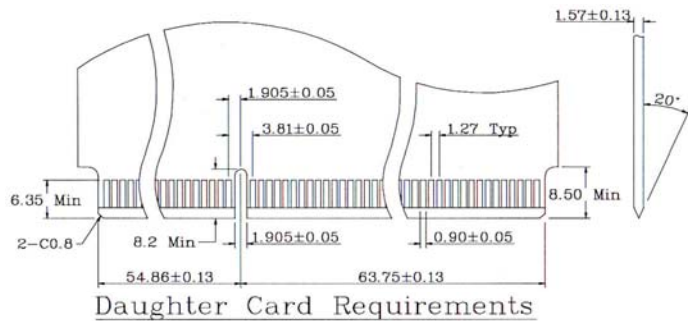 1.57±0.13
1.905±0.05
20°
3.81±0.05
1.27 Typ
6.35 Min
8.50 Min
2-C0.8
8.2 Min
1.905±0.05
0.90±0.05
54.86±0.13
63.75±0.13
Daughter Card Requirements